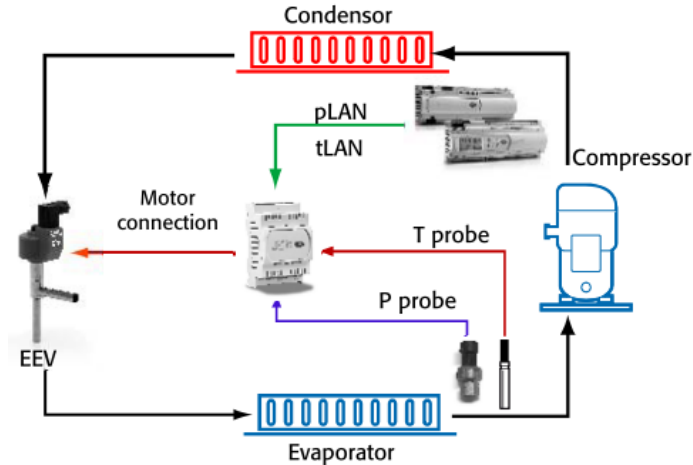 Condensor
pLAN
tLAN
Compressor
Motor
connection
T probe
P probe
EEV
Evaporator